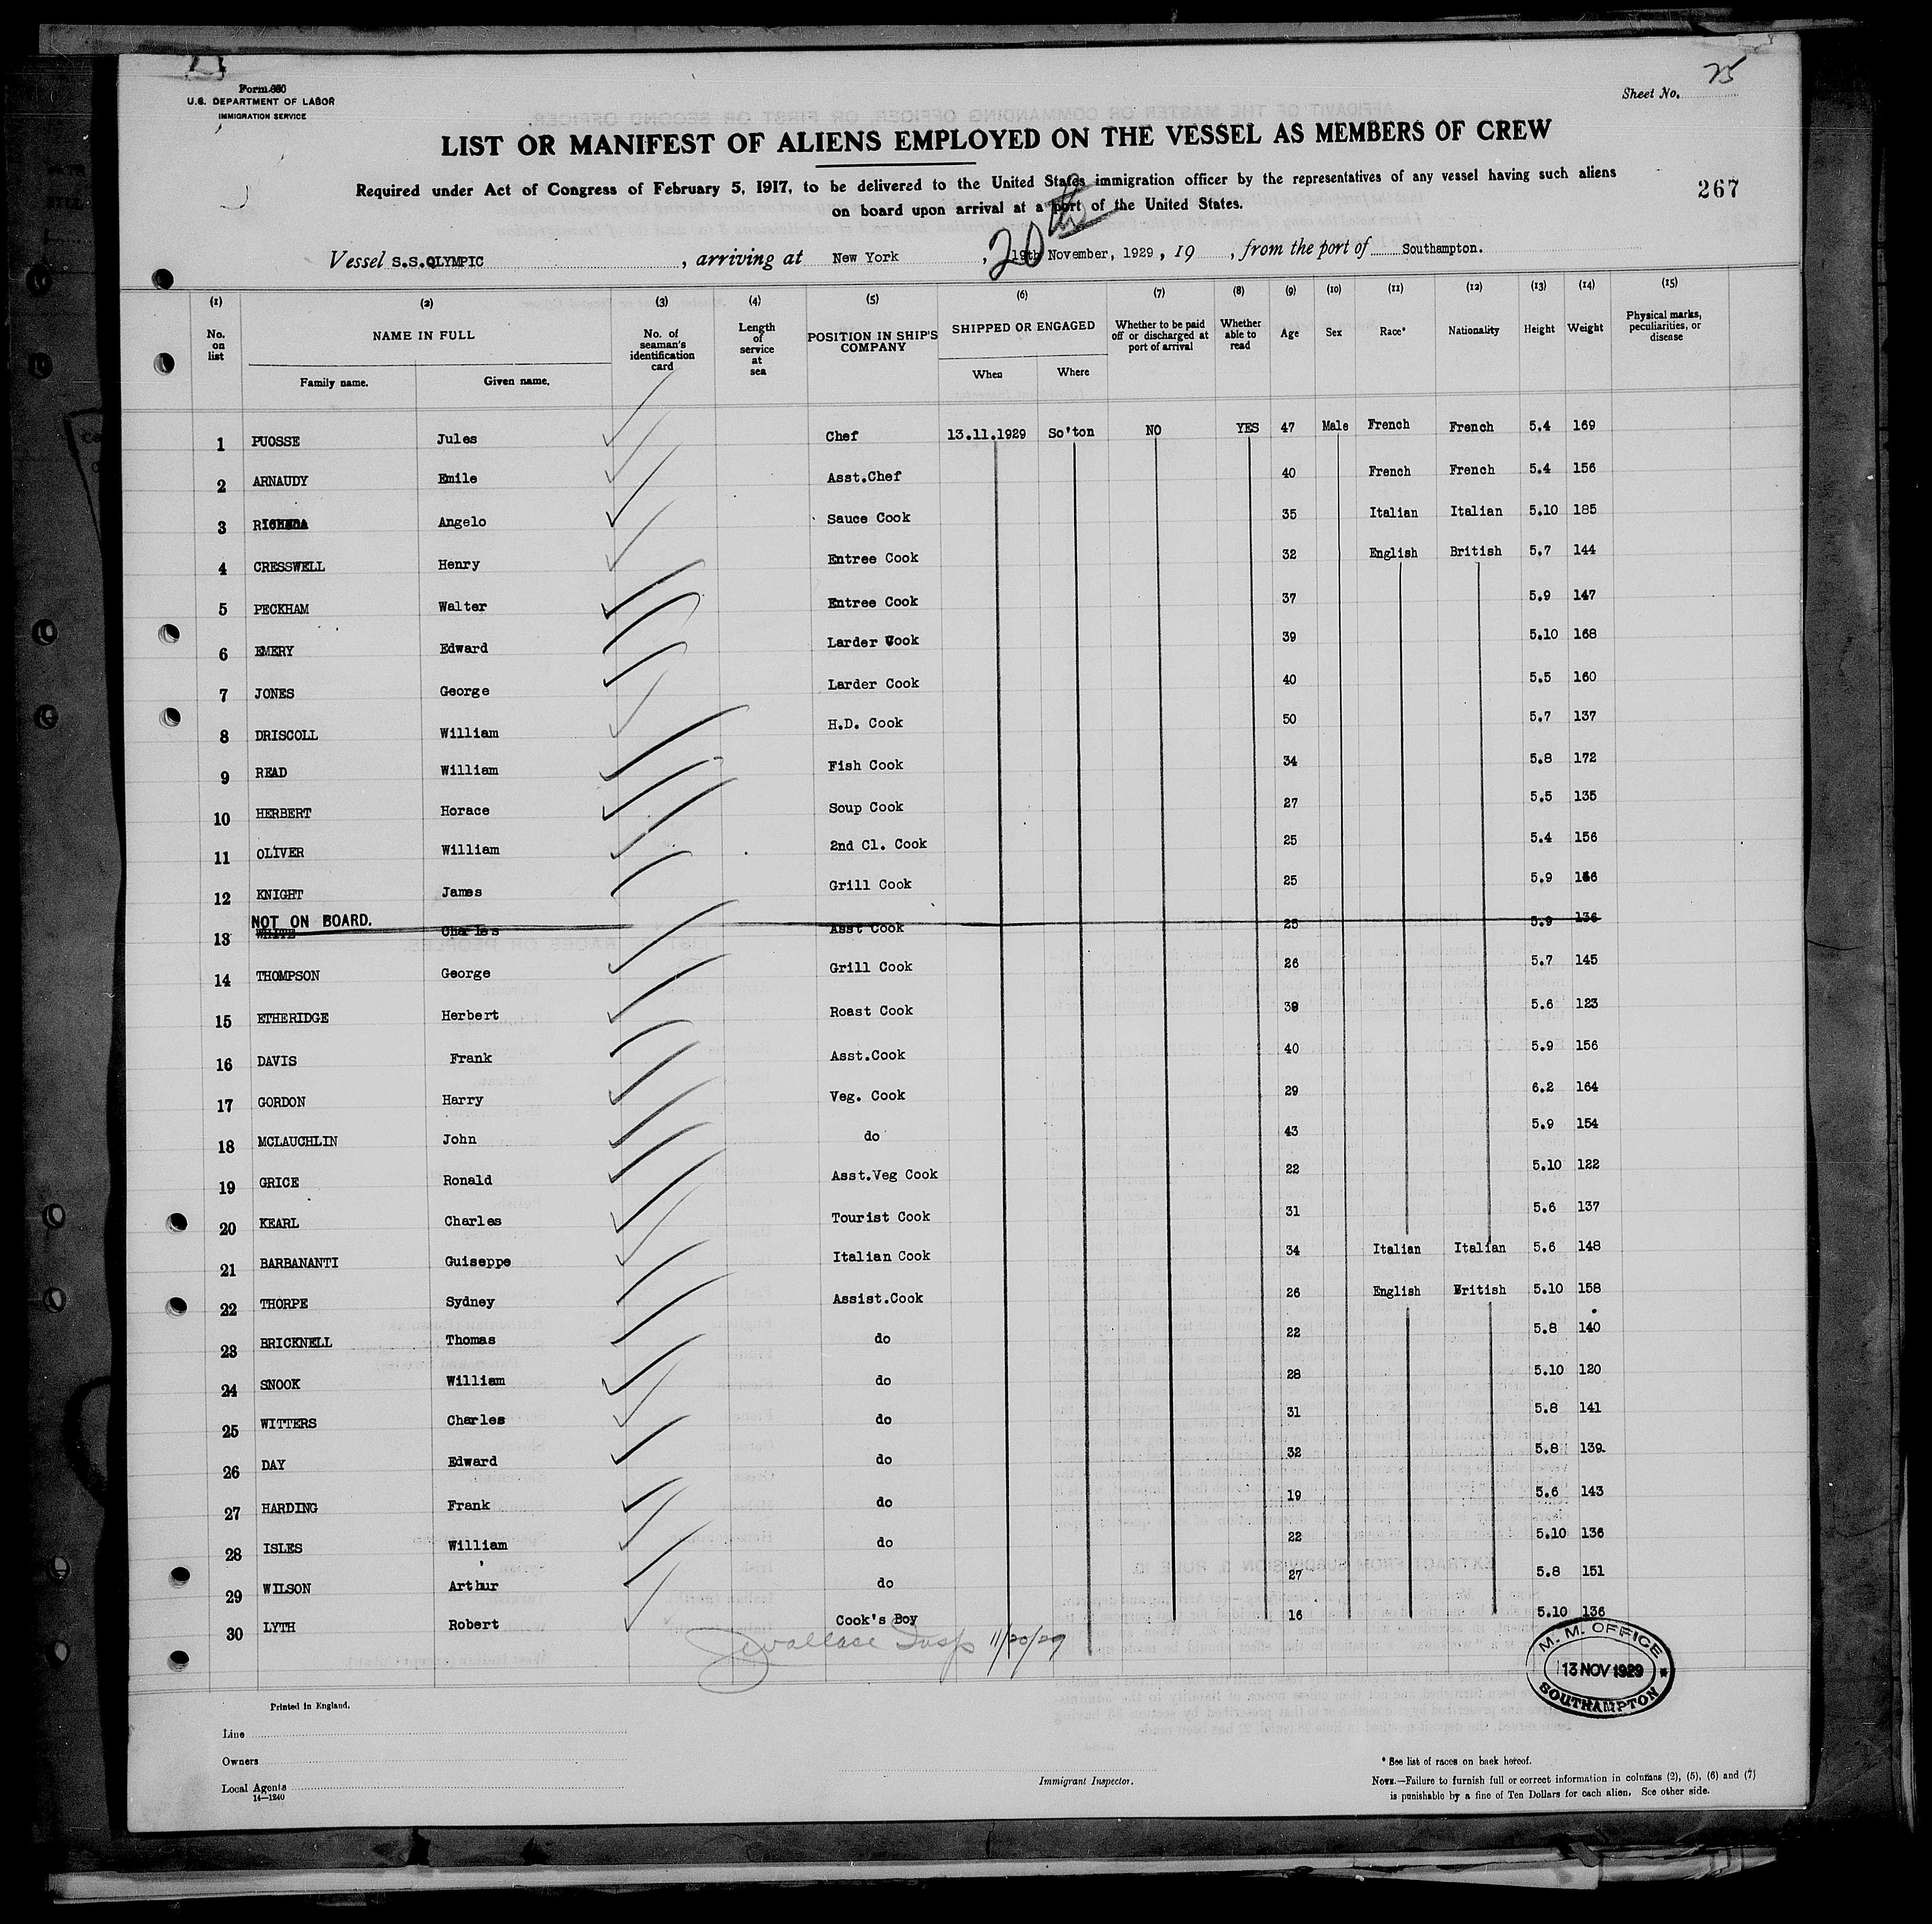 Form 680
U.S. DEPARTMENT OF LABOR
IMMIGRATION SERVICE
Sheet No. 25
LIST OR MANIFEST OF ALIENS EMPLOYED ON THE VESSEL AS MEMBERS OF CREW
Required under Act of Congress of February 5, 1917, to be delivered to the United States immigration officer by the representatives of any vessel having such aliens
on board upon arrival at a port of the United States.
267
Vessel S.S.OLYMPIC, arriving at New York, 20th 19th November, 1929, 19, from the port of Southampton.
(1) (2) (3) (4) (5) (6) (7) (8) (9) (10) (11) (12) (13) (14) (15)
No. on list NAME IN FULL Family name. Given name. No. of seaman's identification card Length of service at sea POSITION IN SHIP'S COMPANY SHIPPED OR ENGAGED When Where Whether to be paid off or discharged at port of arrival Whether able to read Age Sex Race* Nationality Height Weight Physical marks, peculiarities, or disease
1 PUOSSE Jules Chef 13.11.1929 So'ton NO YES 47 Male French French 5.4 169
2 ARNAUDY Emile Asst.Chef 40 French French 5.4 156
3 Angelo Sauce Cook 35 Italian Italian 5.10 185
4 CRESSWELL Henry Entree Cook 32 English British 5.7 144
5 PECKHAM Walter Entree Cook 37 5.9 147
6 EMERY Edward Larder Cook 39 5.10 168
7 JONES George Larder Cook 40 5.5 160
8 DRISCOLL William H.D. Cook 50 5.7 137
9 READ William Fish Cook 34 5.8 172
10 HERBERT Horace Soup Cook 27 5.5 135
11 OLIVER William 2nd Cl. Cook 25 5.4 156
12 KNIGHT James Grill Cook 25 5.9
NOT ON BOARD.
13 WHITE Charles Asst Cook 25 5.9 136
14 THOMPSON George Grill Cook 26 5.7 145
15 ETHERIDGE Herbert Roast Cook 5.6 123
16 DAVIS Frank Asst.Cook 40 5.9 156
17 GORDON Harry Veg. Cook 29 6.2 164
18 MCLAUCHLIN John do 43 5.9 154
19 GRICE Ronald Asst.Veg Cook 22 5.10 122
20 KEARL Charles Tourist Cook 31 5.6 137
21 BARBANANTI Guiseppe Italian Cook 34 Italian Italian 5.6 148
22 THORPE Sydney Assist.Cook 26 English British 5.10 158
23 BRICKNELL Thomas do 22 5.8 140
24 SNOOK William do 28 5.10 120
25 WITTERS Charles do 31 5.8 141
26 DAY Edward do 32 5.8 139.
27 HARDING Frank do 19 5.6 143
28 ISLES William do 22 5.10 136
29 WILSON Arthur do 27 5.8 151
30 LYTH Robert Cook's Boy 16 5.10 136
Wallace Insp 11/20/29
M. M. OFFICE
13 NOV 1929
SOUTHAMPTON
Printed in England.
Line
Owners
Local Agents
14—1240
Immigrant Inspector.
* See list of races on back hereof.
NOTE.—Failure to furnish full or correct information in columns (2), (5), (6) and (7)
is punishable by a fine of Ten Dollars for each alien. See other side.